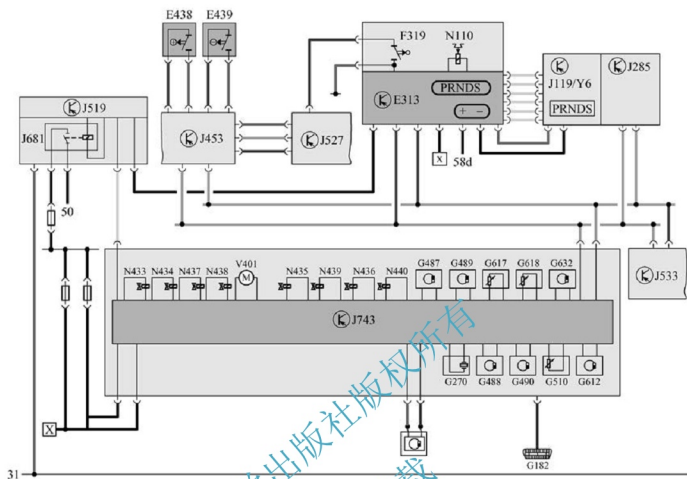 E438 E439
F319 N110
J519
J681
J453
J527
E313
PRNDS
+ −
J119/Y6
PRNDS
J285
50
X
58d
J533
N433 N434 N437 N438 V401
M
N435 N439 N436 N440
G487 G489 G617 G618 G632
J743
G270 G488 G490 G510 G612
X
G182
31
出版社版权所有
载